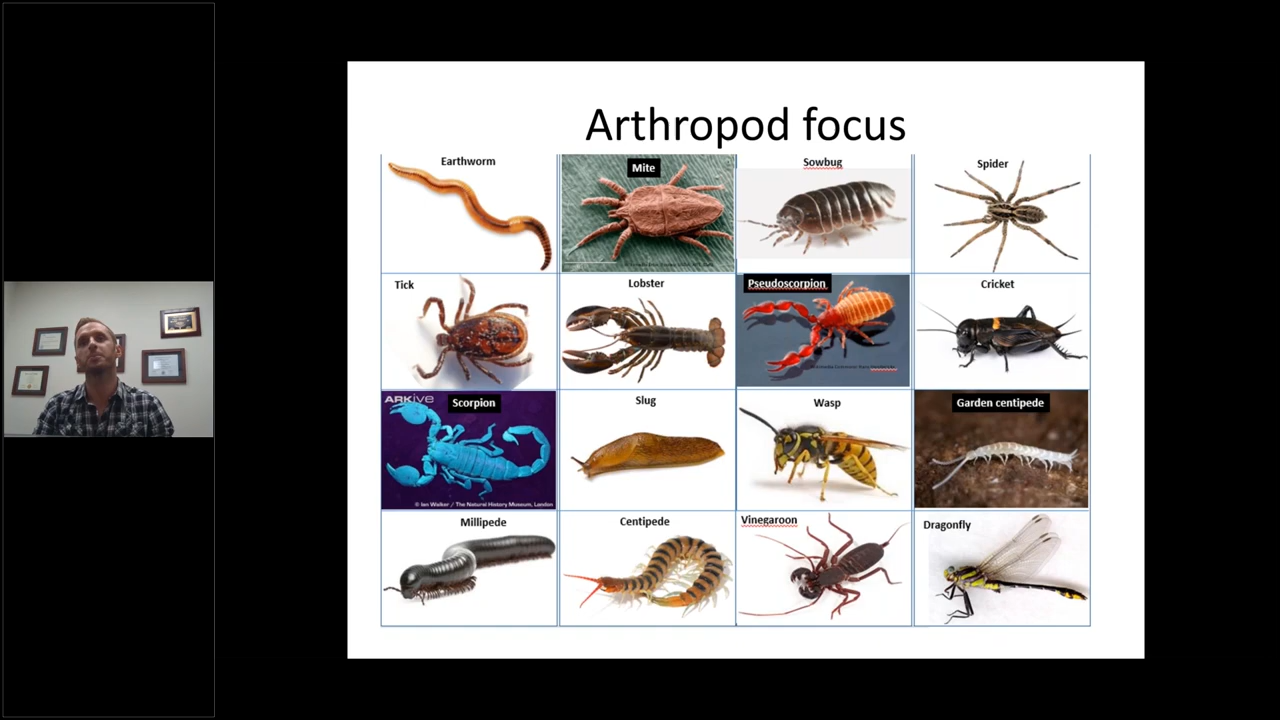 Arthropod focus
Earthworm
Mite
Sowbug
Spider
Tick
Lobster
Pseudoscorpion
Cricket
ARKive
Scorpion
© Ian Walker / The Natural History Museum, London
Slug
Wasp
Garden centipede
Millipede
Centipede
Vinegaroon
Dragonfly